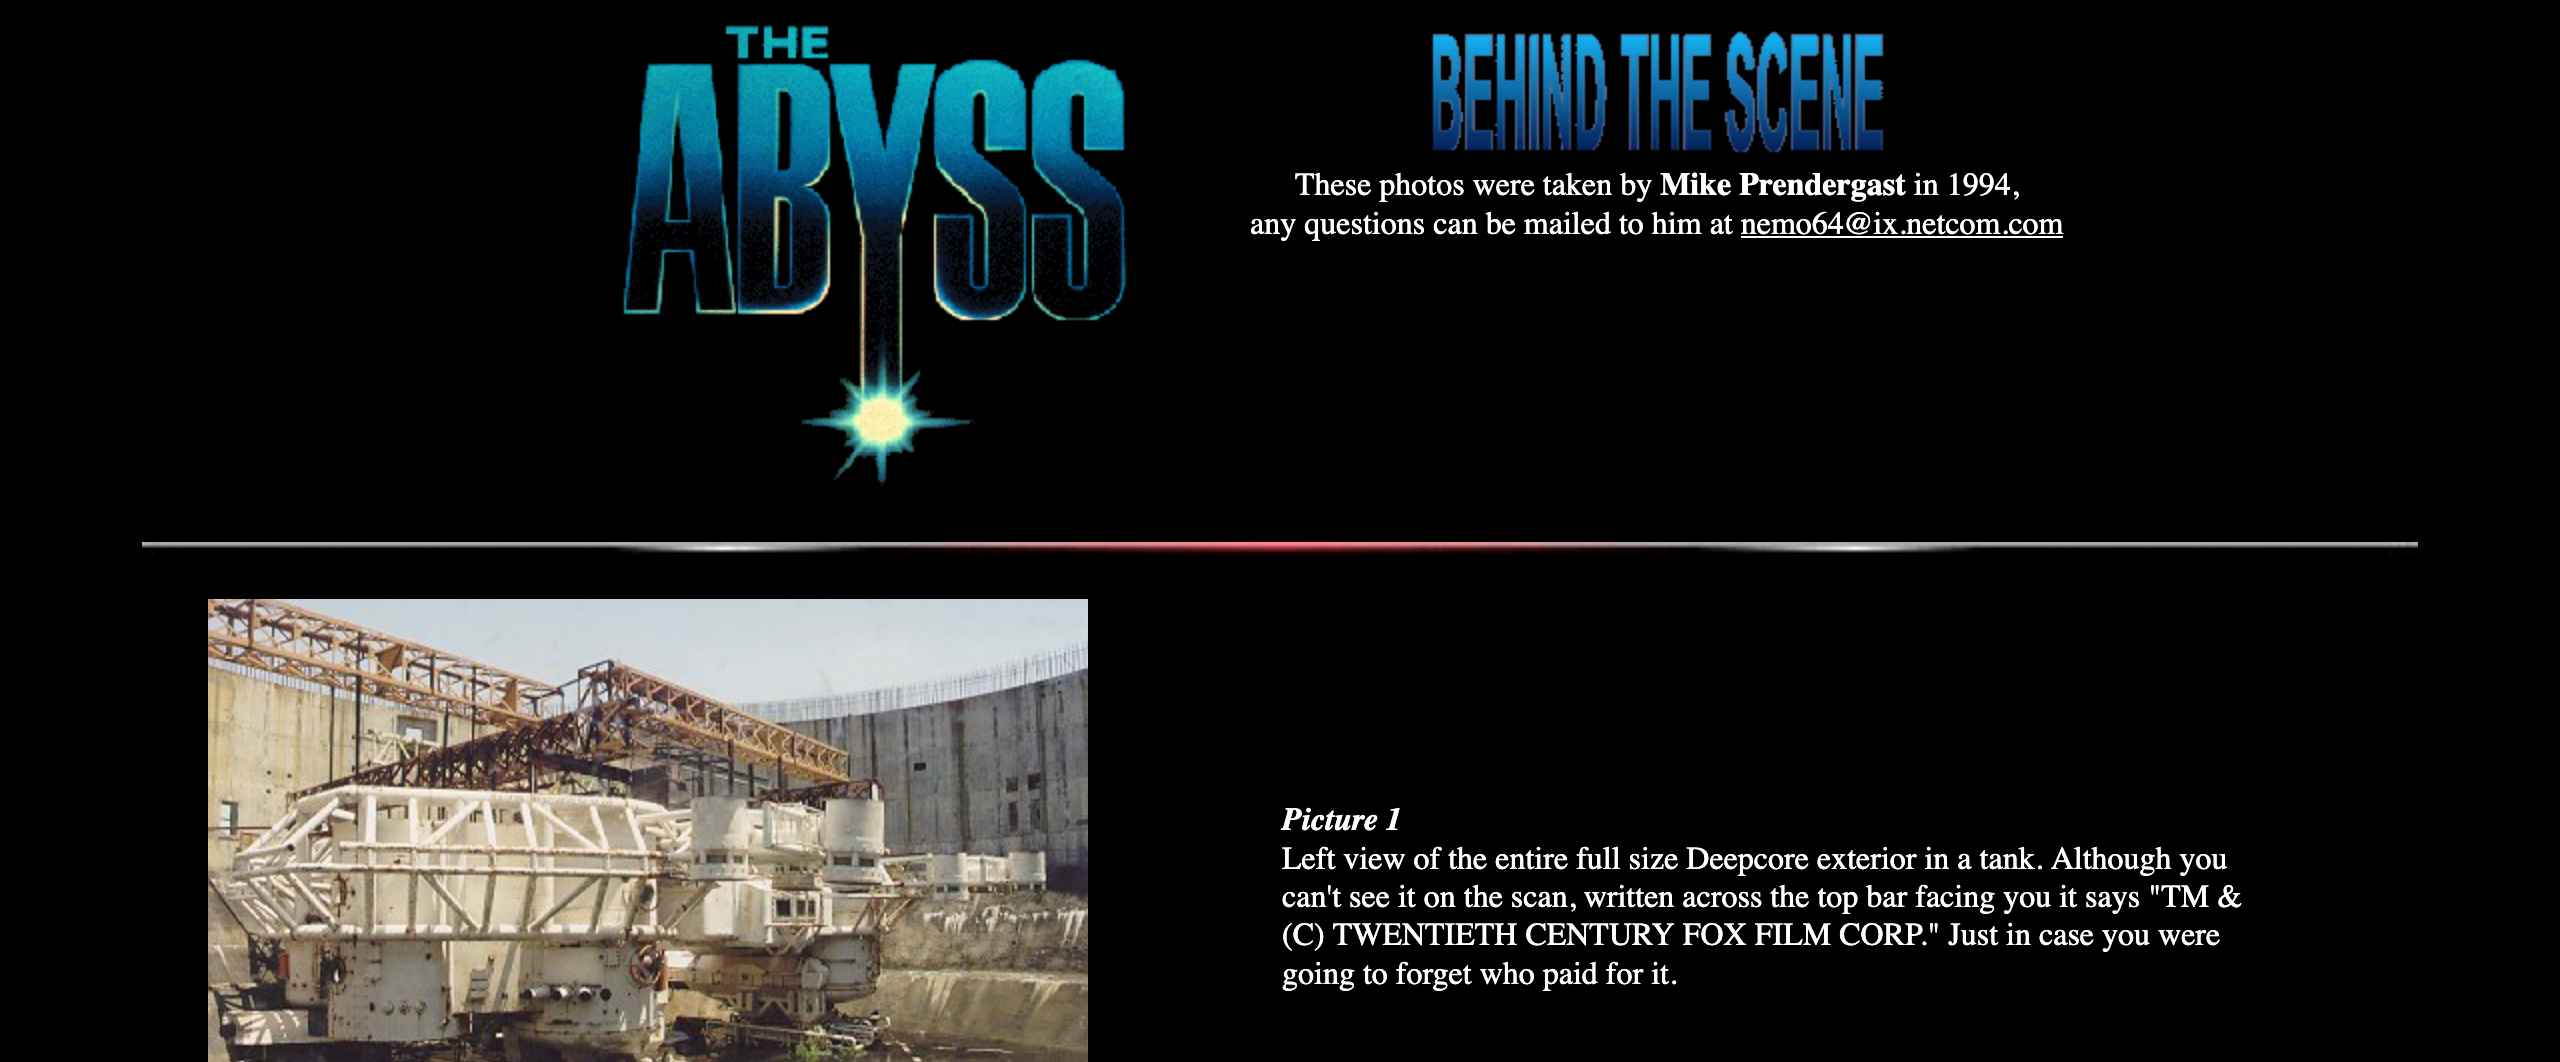 THE
ABYSS
BEHIND THE SCENE
These photos were taken by Mike Prendergast in 1994,
any questions can be mailed to him at nemo64@ix.netcom.com
Picture 1
Left view of the entire full size Deepcore exterior in a tank. Although you
can't see it on the scan, written across the top bar facing you it says "TM &
(C) TWENTIETH CENTURY FOX FILM CORP." Just in case you were
going to forget who paid for it.